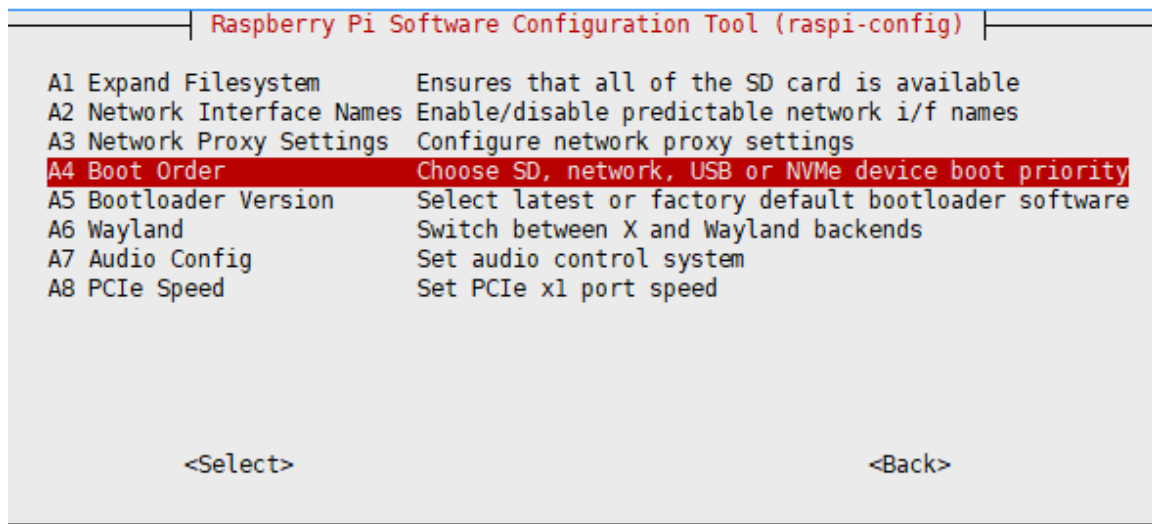 Raspberry Pi Software Configuration Tool (raspi-config)
A1 Expand Filesystem Ensures that all of the SD card is available
A2 Network Interface Names Enable/disable predictable network i/f names
A3 Network Proxy Settings Configure network proxy settings
A4 Boot Order Choose SD, network, USB or NVMe device boot priority
A5 Bootloader Version Select latest or factory default bootloader software
A6 Wayland Switch between X and Wayland backends
A7 Audio Config Set audio control system
A8 PCIe Speed Set PCIe x1 port speed
<Select> <Back>